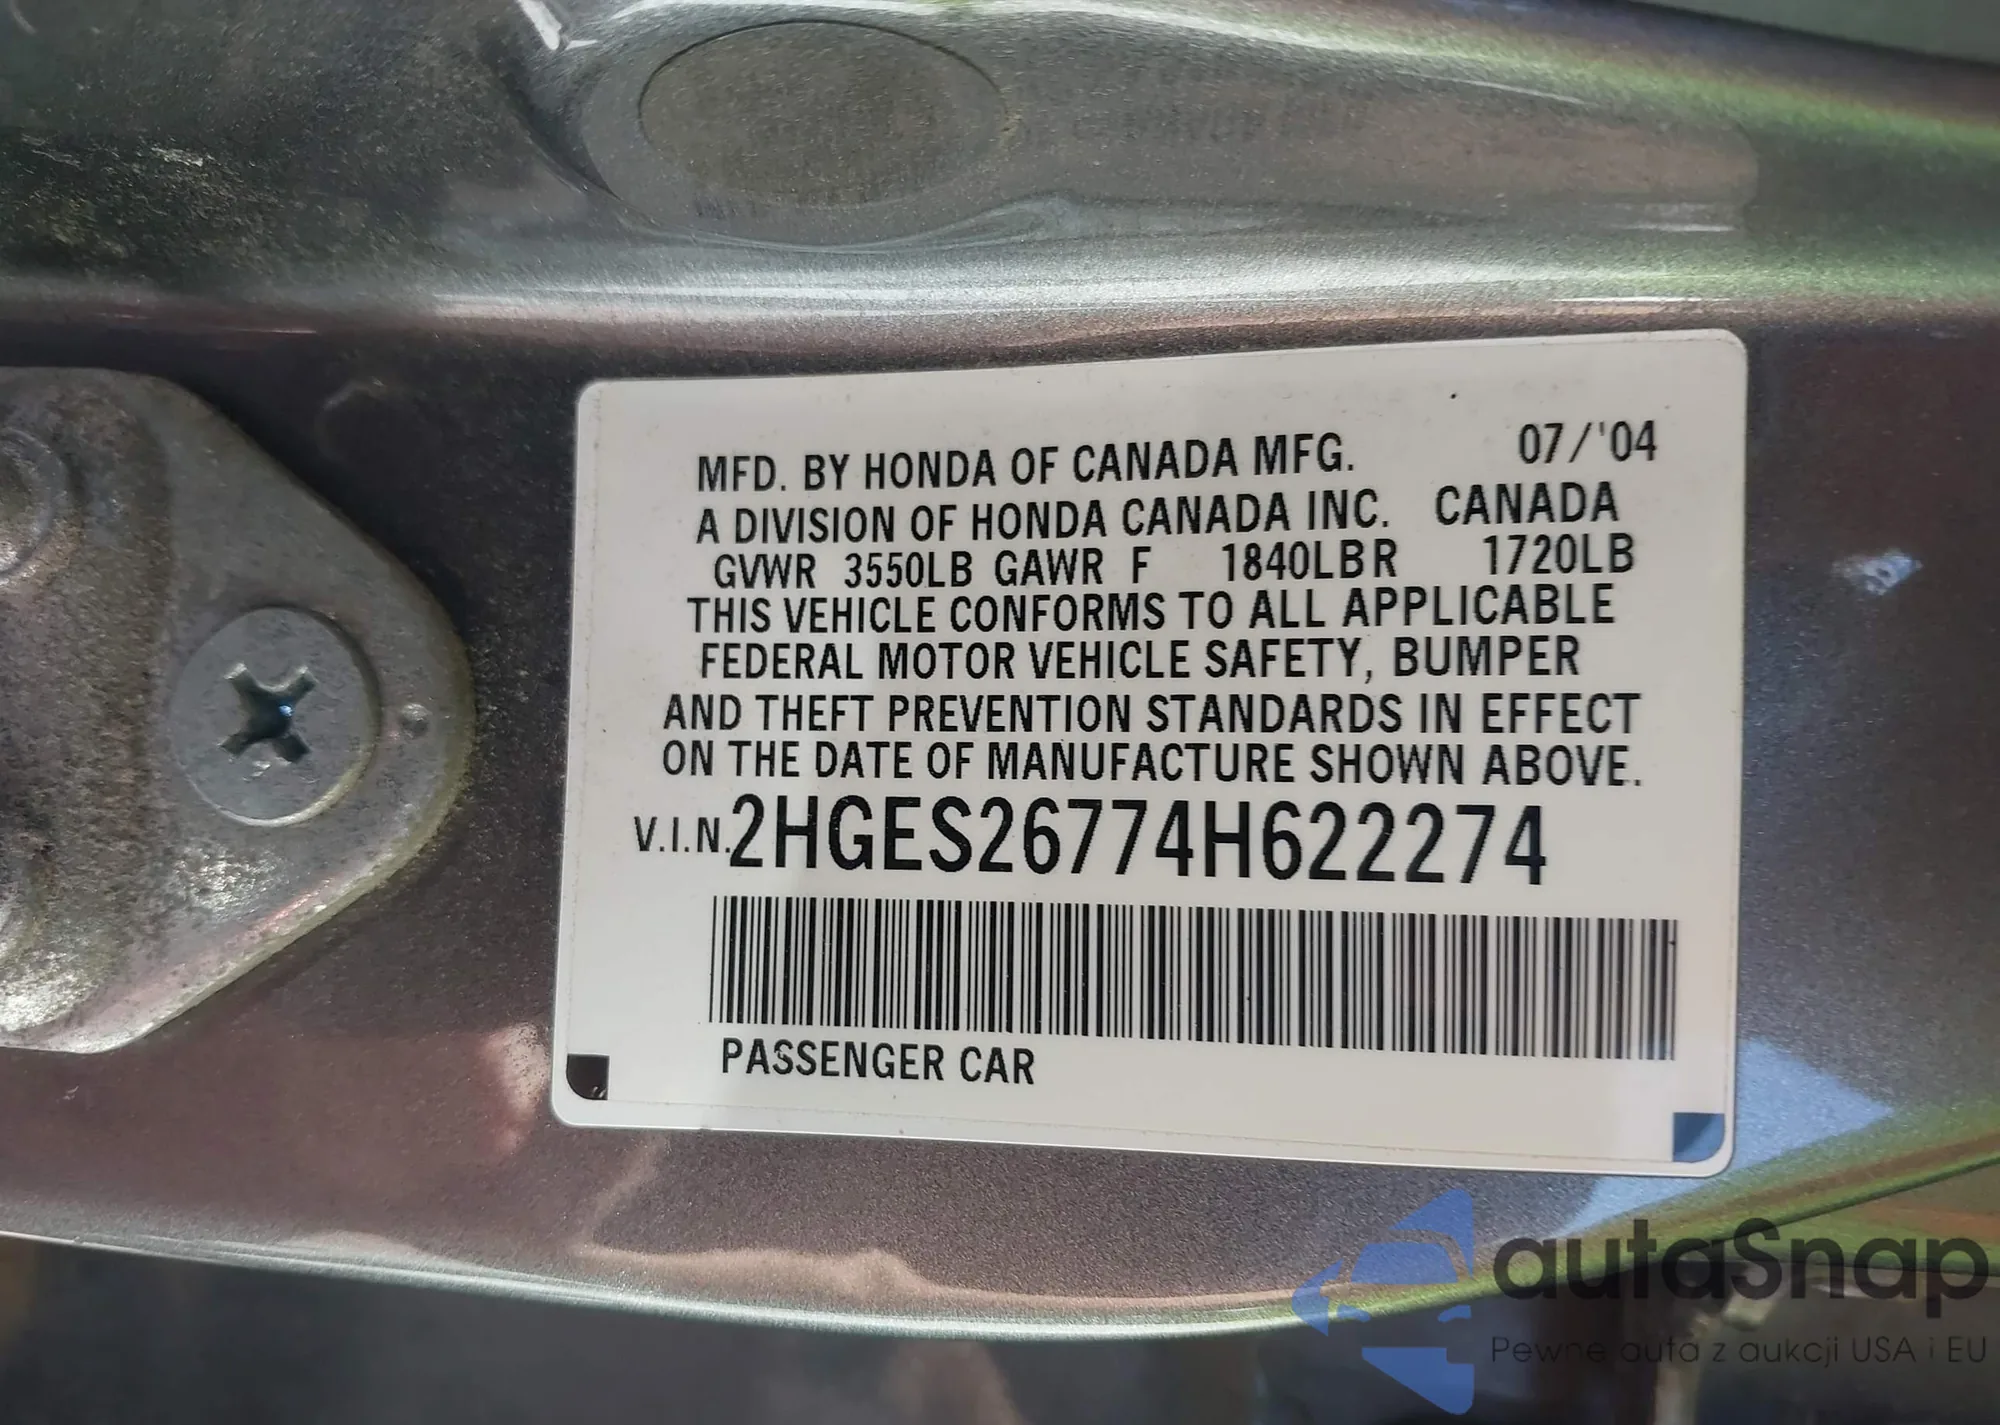 MFD. BY HONDA OF CANADA MFG. 07/'04
A DIVISION OF HONDA CANADA INC. CANADA
GVWR 3550LB GAWR F 1840LB R 1720LB
THIS VEHICLE CONFORMS TO ALL APPLICABLE
FEDERAL MOTOR VEHICLE SAFETY, BUMPER
AND THEFT PREVENTION STANDARDS IN EFFECT
ON THE DATE OF MANUFACTURE SHOWN ABOVE.
V.I.N. 2HGES26774H622274
PASSENGER CAR
autaSnap
Pewne auta z aukcji USA i EU